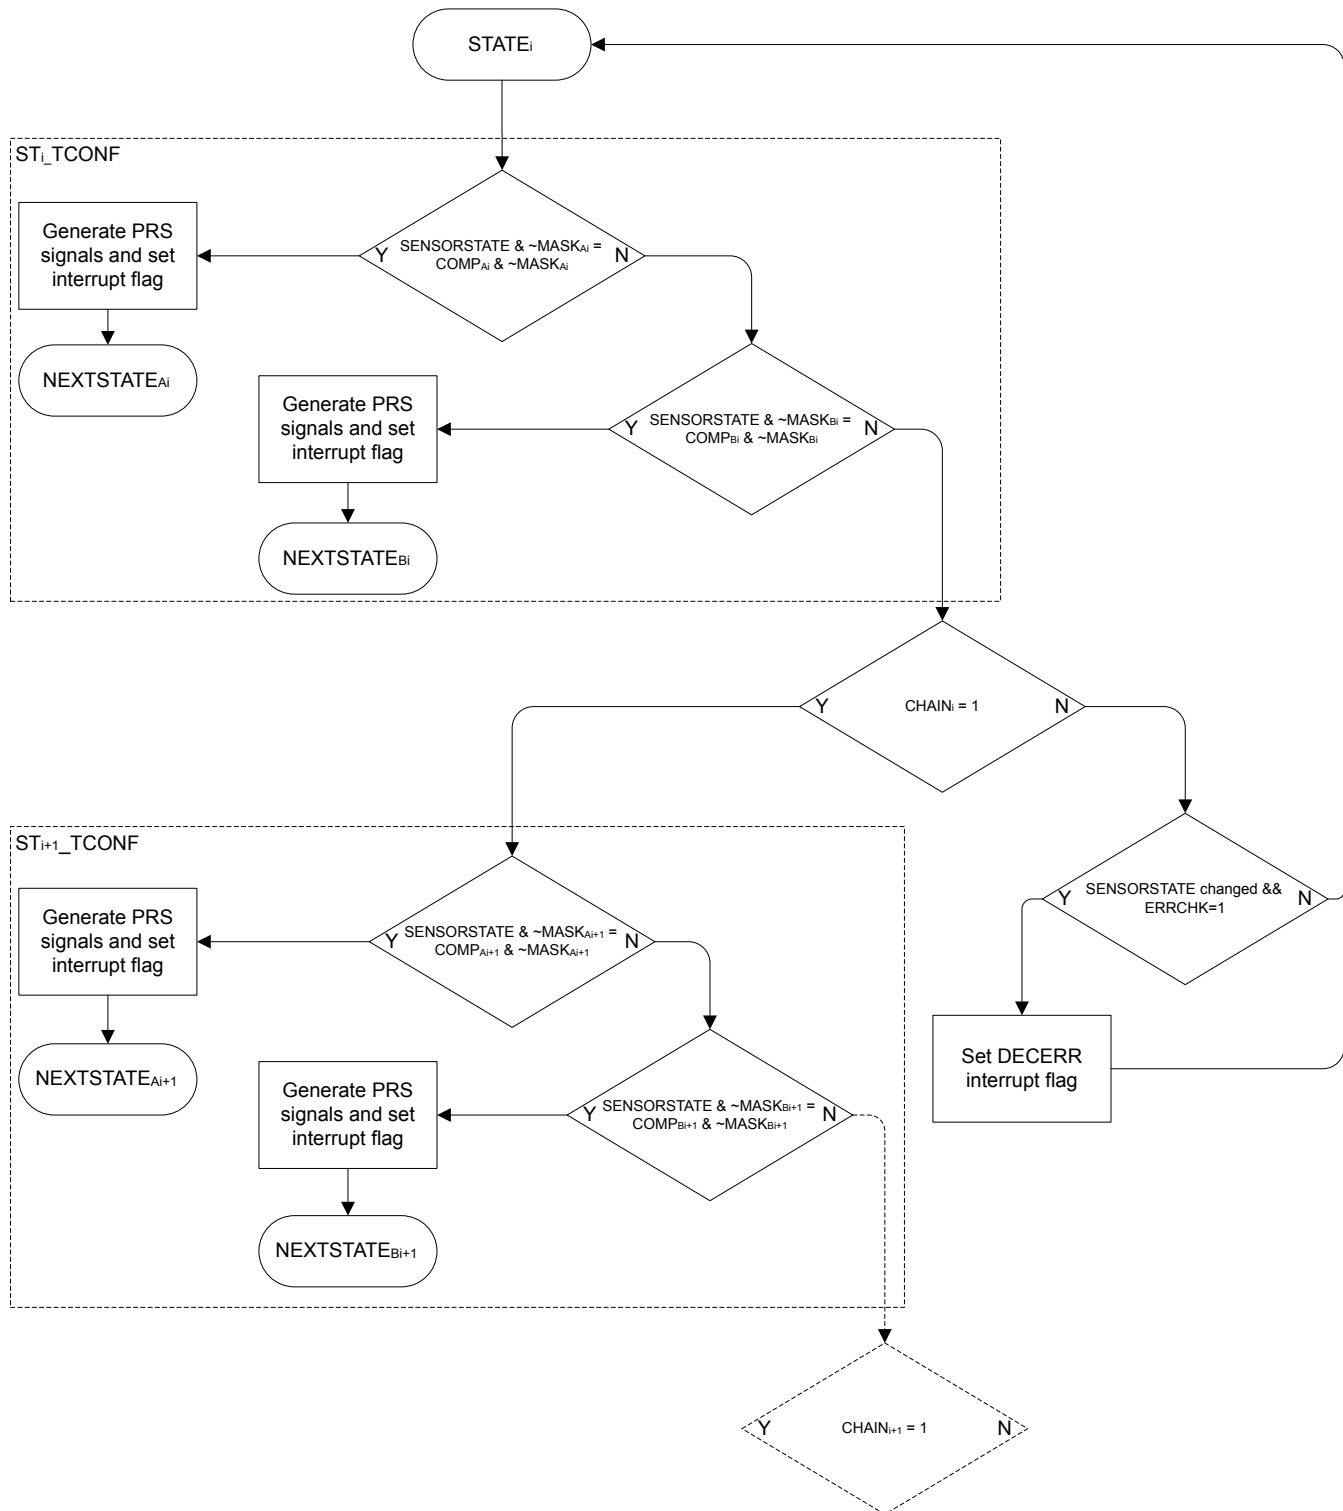 STATEi
STi_TCONF
Generate PRS
signals and set
interrupt flag
Y
SENSORSTATE & ~MASKAi =
COMPAi & ~MASKAi
N
NEXTSTATEAi
Generate PRS
signals and set
interrupt flag
Y
SENSORSTATE & ~MASKBi =
COMPBi & ~MASKBi
N
NEXTSTATEBi
Y
CHAINi = 1
N
STi+1_TCONF
Generate PRS
signals and set
interrupt flag
Y
SENSORSTATE & ~MASKAi+1 =
COMPAi+1 & ~MASKAi+1
N
Y
SENSORSTATE changed &&
ERRCHK=1
N
NEXTSTATEAi+1
Set DECERR
interrupt flag
Generate PRS
signals and set
interrupt flag
Y
SENSORSTATE & ~MASKBi+1 =
COMPBi+1 & ~MASKBi+1
N
NEXTSTATEBi+1
Y
CHAINi+1 = 1
N